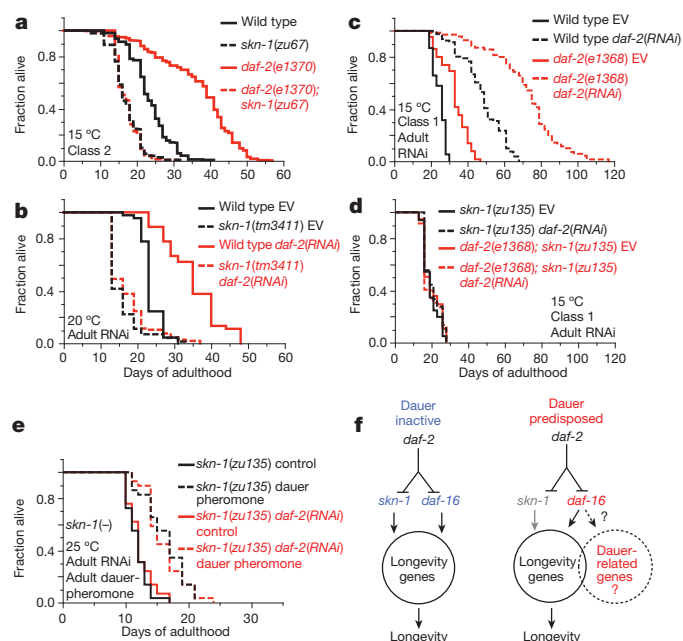 a
Fraction alive
1.0
0.8
0.4
0.0
0 10 20 30 40 50 60
15 ºC
Class 2
Wild type
skn-1(zu67)
daf-2(e1370)
daf-2(e1370);
skn-1(zu67)
b
Fraction alive
0.8
0.4
0.0
0 10 20 30 40 50 60
Days of adulthood
20 ºC
Adult RNAi
Wild type EV
skn-1(tm3411) EV
Wild type daf-2(RNAi)
skn-1(tm3411)
daf-2(RNAi)
c
Fraction alive
0.8
0.4
0.0
0 20 40 60 80 100 120
15 ºC
Class 1
Adult
RNAi
Wild type EV
Wild type daf-2(RNAi)
daf-2(e1368) EV
daf-2(e1368)
daf-2(RNAi)
d
Fraction alive
0.8
0.4
0.0
0 20 40 60 80 100 120
Days of adulthood
skn-1(zu135) EV
skn-1(zu135) daf-2(RNAi)
daf-2(e1368); skn-1(zu135) EV
daf-2(e1368); skn-1(zu135)
daf-2(RNAi)
15 ºC
Class 1
Adult RNAi
e
Fraction alive
0.8
0.4
0.0
0 10 20 30
Days of adulthood
skn-1(–)
25 ºC
Adult RNAi
Adult dauer-
pheromone
skn-1(zu135) control
skn-1(zu135) dauer
pheromone
skn-1(zu135) daf-2(RNAi)
control
skn-1(zu135) daf-2(RNAi)
dauer pheromone
f
Dauer
inactive
daf-2
skn-1 daf-16
Longevity
genes
Longevity
Dauer
predisposed
daf-2
skn-1 daf-16
?
Longevity
genes
Dauer-
related
genes
?
Longevity